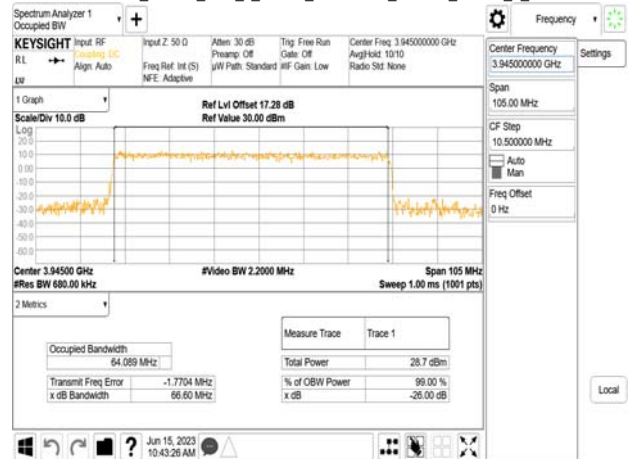 Spectrum Analyzer 1
Occupied BW
Frequency
KEYSIGHT
Input: RF
Coupling: DC
Align: Auto
Input Z: 50 Ω
Freq Ref: Int (S)
NFE: Adaptive
Atten: 30 dB
Preamp: Off
µW Path: Standard
Trig: Free Run
Gate: Off
#IF Gain: Low
Center Freq: 3.945000000 GHz
Avg|Hold: 10/10
Radio Std: None
RL
Center Frequency
3.945000000 GHz
Settings
Span
105.00 MHz
CF Step
10.500000 MHz
Auto
Man
Freq Offset
0 Hz
Local
1 Graph
Scale/Div 10.0 dB
Ref Lvl Offset 17.28 dB
Ref Value 30.00 dBm
Log
20.0
10.0
0.00
-10.0
-20.0
-30.0
-40.0
-50.0
-60.0
Center 3.94500 GHz
#Res BW 680.00 kHz
#Video BW 2.2000 MHz
Span 105 MHz
Sweep 1.00 ms (1001 pts)
2 Metrics
Measure Trace Trace 1
Occupied Bandwidth
64.089 MHz
Total Power 28.7 dBm
Transmit Freq Error -1.7704 MHz
% of OBW Power 99.00 %
x dB Bandwidth 66.60 MHz
x dB -26.00 dB
Jun 15, 2023
10:43:26 AM